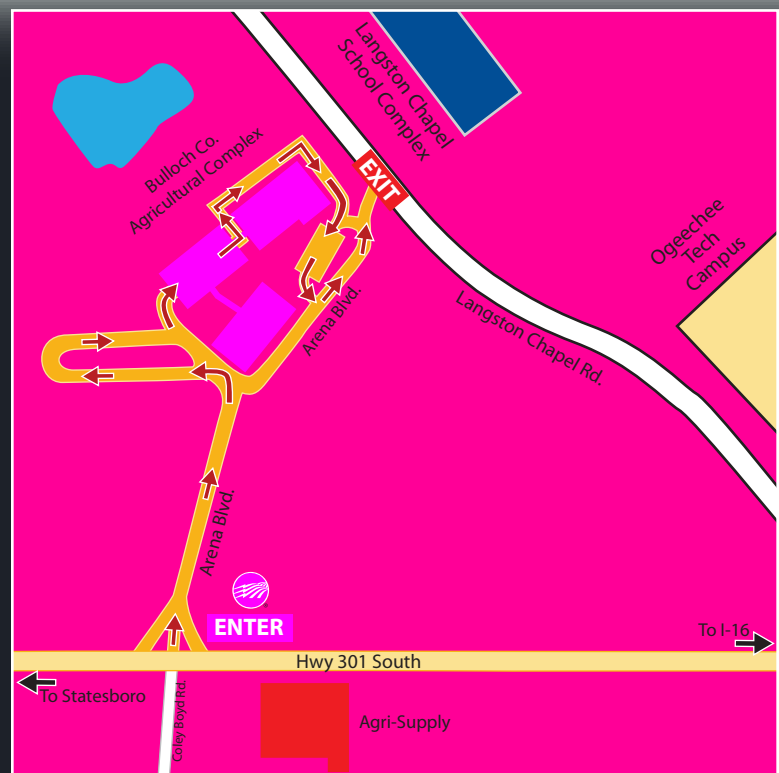 Langston Chapel
School Complex
Bulloch Co.
Agricultural Complex
EXIT
Ogeechee
Tech
Campus
Arena Blvd.
Langston Chapel Rd.
Arena Blvd.
ENTER
To I-16
Hwy 301 South
To Statesboro
Coley Boyd Rd.
Agri-Supply